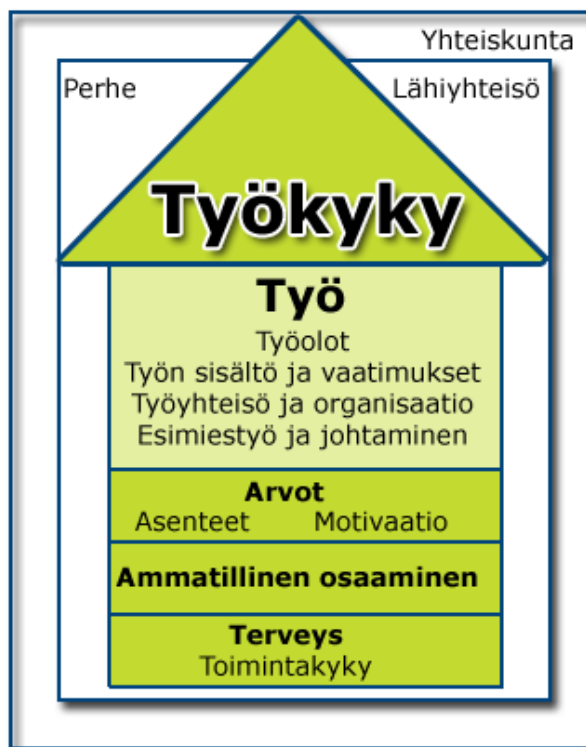 Yhteiskunta
Perhe
Lähiyhteisö
Työkyky
Työ
Työolot
Työn sisältö ja vaatimukset
Työyhteisö ja organisaatio
Esimiestyö ja johtaminen
Arvot
Asenteet Motivaatio
Ammatillinen osaaminen
Terveys
Toimintakyky